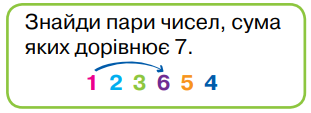 Знайди пари чисел, сума
яких дорівнює 7.
1 2 3 6 5 4